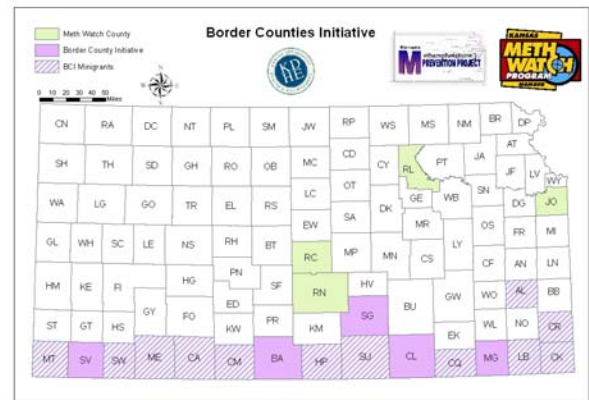 Border Counties Initiative
Meth Watch County
Border County Initiative
BCI Minigrants
N
0 10 20 30 40 50
Miles
KDHE
PREVENTION PROJECT
KANSAS
METH
WATCH
PROGRAM
CN RA DC NT PL SM JW RP WS MS NM BR DP
SH TH SD GH RO OB MC CD CY RL PT JA AT
JF LV WY
WA LG GO TR EL RS LC OT DK GE WB SN DG JO
EW SA MR OS FR MI
GL WH SC LE NS RH BT RC MP MN CS LY
HM KE FI HG PN SF RN HV CF AN LN
GY ED BU GW WO AL BB
ST GT HS FO KW PR KM SG EK WL NO CR
MT SV SW ME CA CM BA HP SU CL CQ MG LB CK